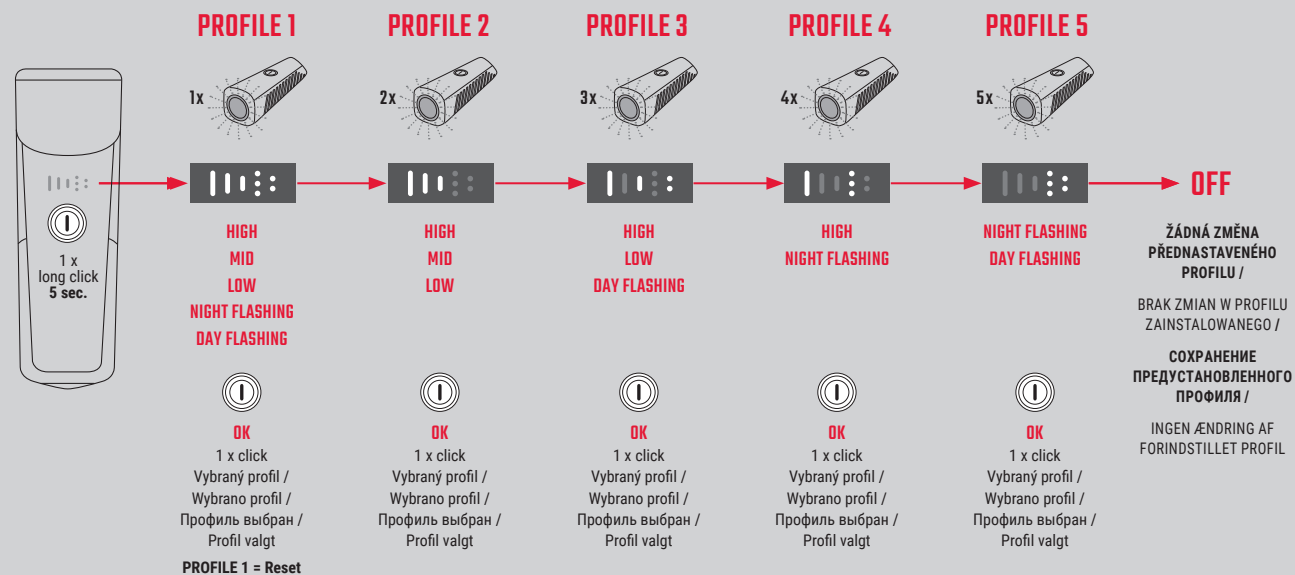 PROFILE 1
PROFILE 2
PROFILE 3
PROFILE 4
PROFILE 5
1x
2x
3x
4x
5x
1 x
long click
5 sec.
HIGH
MID
LOW
NIGHT FLASHING
DAY FLASHING
HIGH
MID
LOW
HIGH
LOW
DAY FLASHING
HIGH
NIGHT FLASHING
NIGHT FLASHING
DAY FLASHING
OFF
ŽÁDNÁ ZMĚNA
PŘEDNASTAVENÉHO
PROFILU /
BRAK ZMIAN W PROFILU
ZAINSTALOWANEGO /
СОХРАНЕНИЕ
ПРЕДУСТАНОВЛЕННОГО
ПРОФИЛЯ /
INGEN ÆNDRING AF
FORINDSTILLET PROFIL
OK
1 x click
Vybraný profil /
Wybrano profil /
Профиль выбран /
Profil valgt
PROFILE 1 = Reset
OK
1 x click
Vybraný profil /
Wybrano profil /
Профиль выбран /
Profil valgt
OK
1 x click
Vybraný profil /
Wybrano profil /
Профиль выбран /
Profil valgt
OK
1 x click
Vybraný profil /
Wybrano profil /
Профиль выбран /
Profil valgt
OK
1 x click
Vybraný profil /
Wybrano profil /
Профиль выбран /
Profil valgt